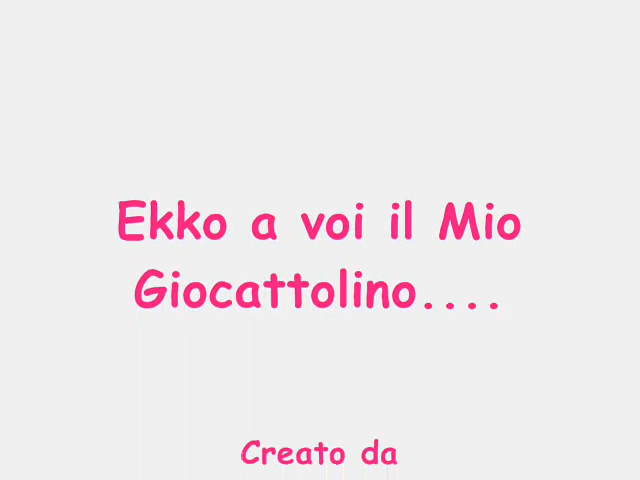 Ekko a voi il Mio
Giocattolino....
Creato da